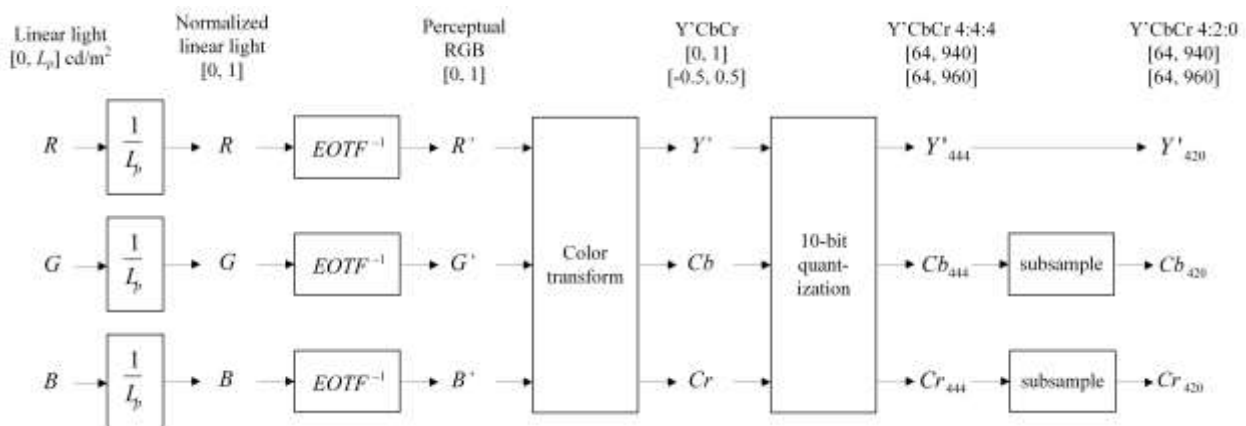 Linear light
[0, Lp] cd/m²
Normalized
linear light
[0, 1]
Perceptual
RGB
[0, 1]
Y'CbCr
[0, 1]
[-0.5, 0.5]
Y'CbCr 4:4:4
[64, 940]
[64, 960]
Y'CbCr 4:2:0
[64, 940]
[64, 960]
R
1
Lp
R
EOTF⁻¹
R'
Y'
Y'444
Y'420
G
1
Lp
G
EOTF⁻¹
G'
Color
transform
Cb
10-bit
quant-
ization
Cb444
subsample
Cb420
B
1
Lp
B
EOTF⁻¹
B'
Cr
Cr444
subsample
Cr420